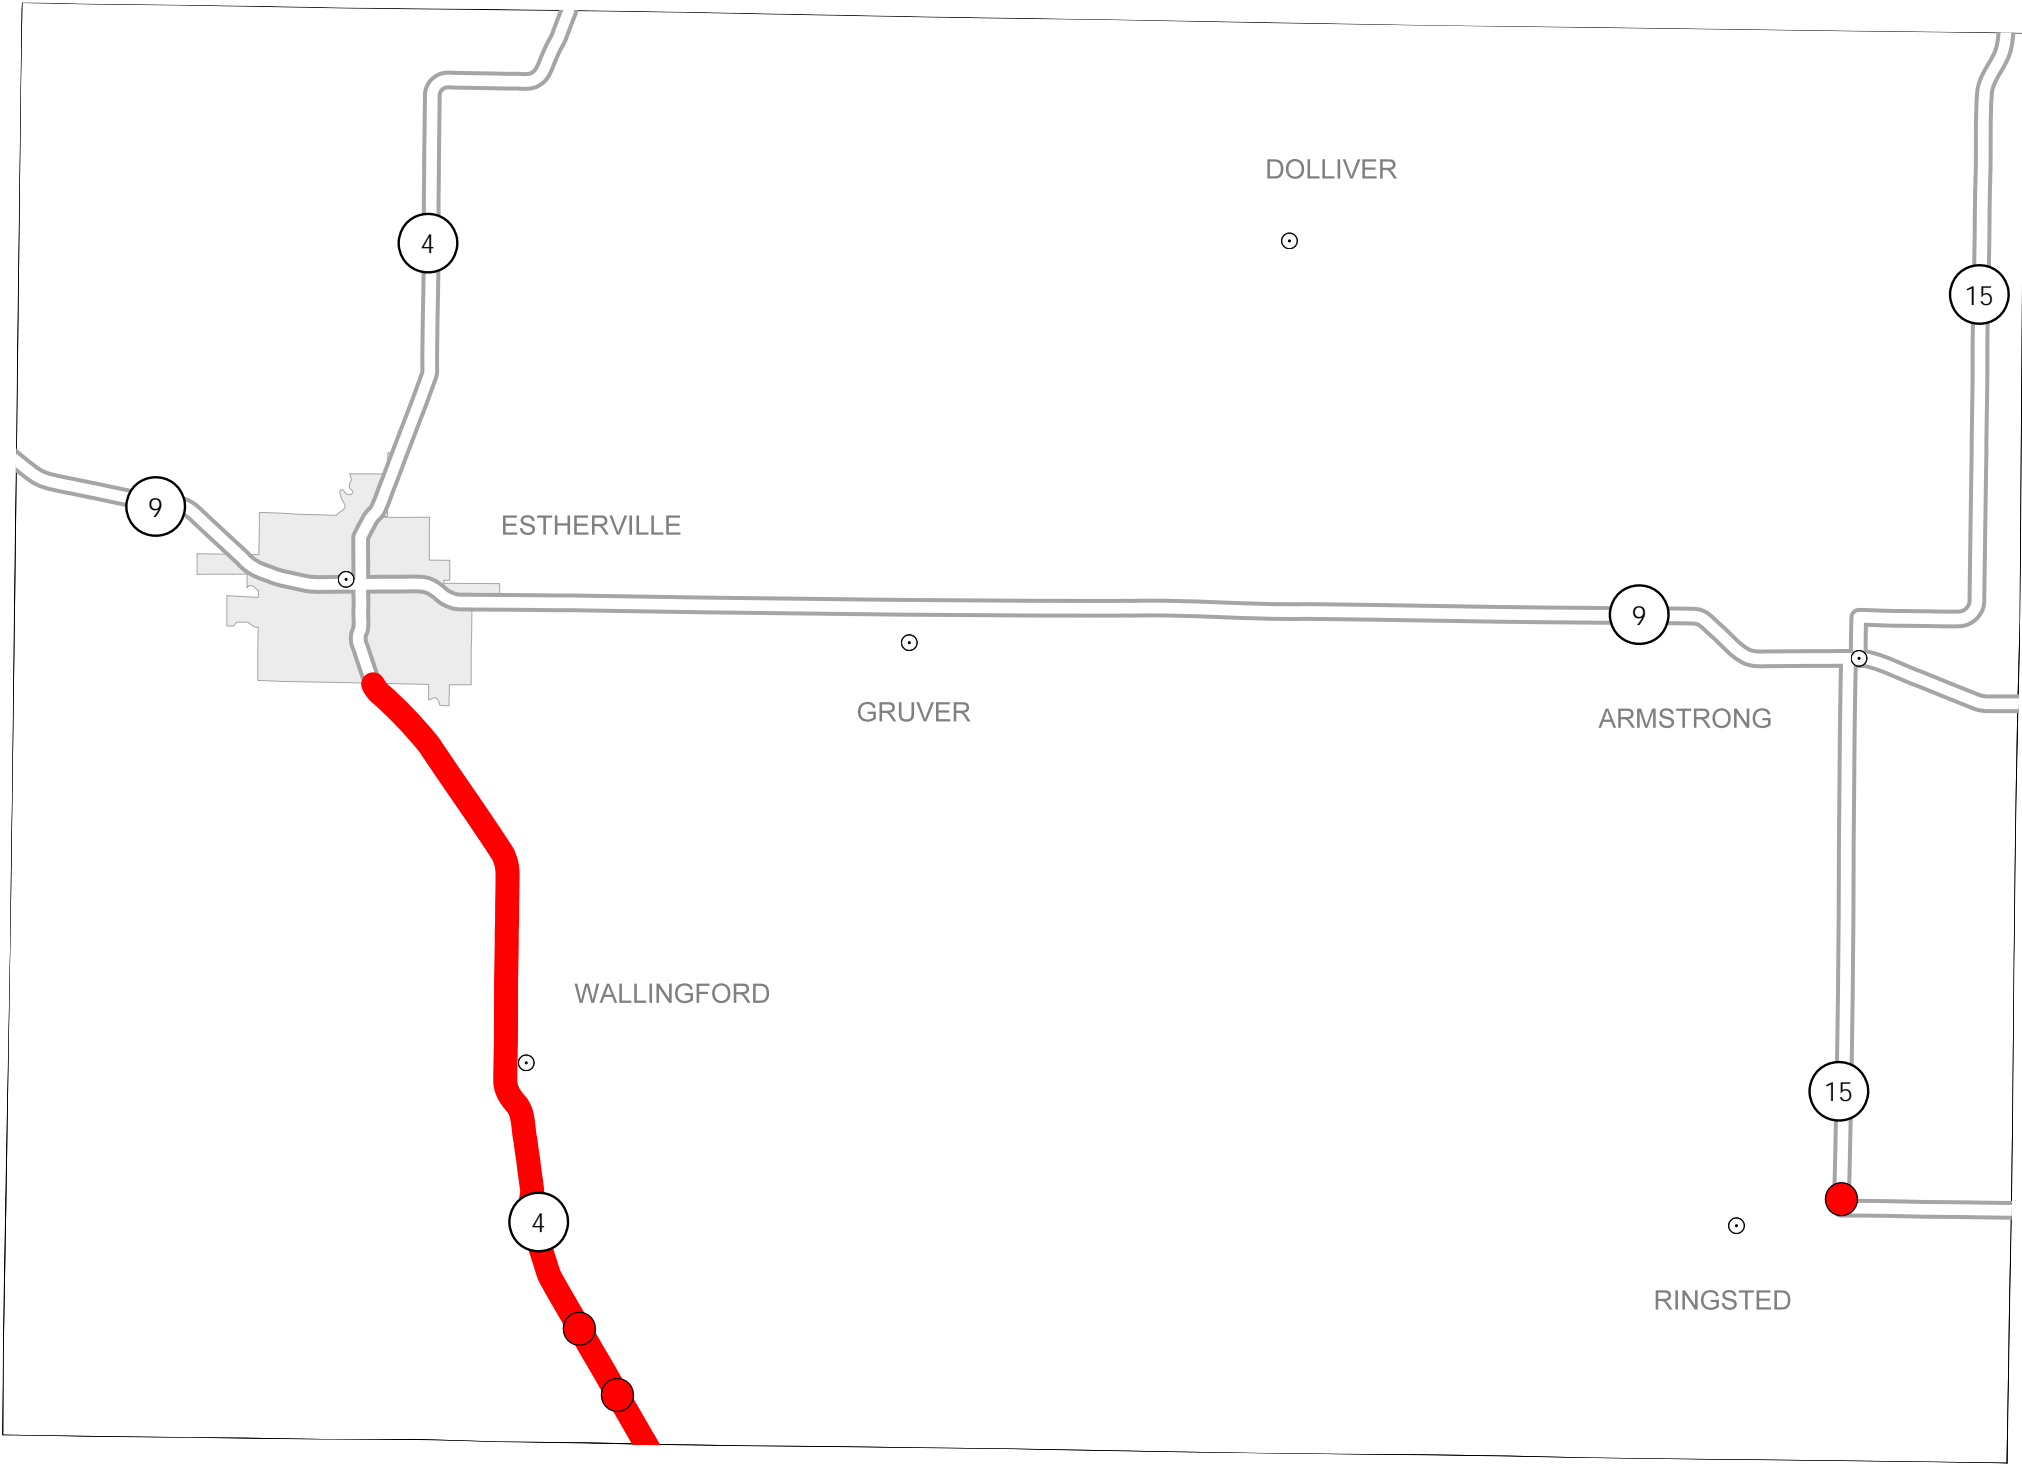 DOLLIVER
4
15
9
ESTHERVILLE
9
GRUVER
ARMSTRONG
WALLINGFORD
15
4
RINGSTED